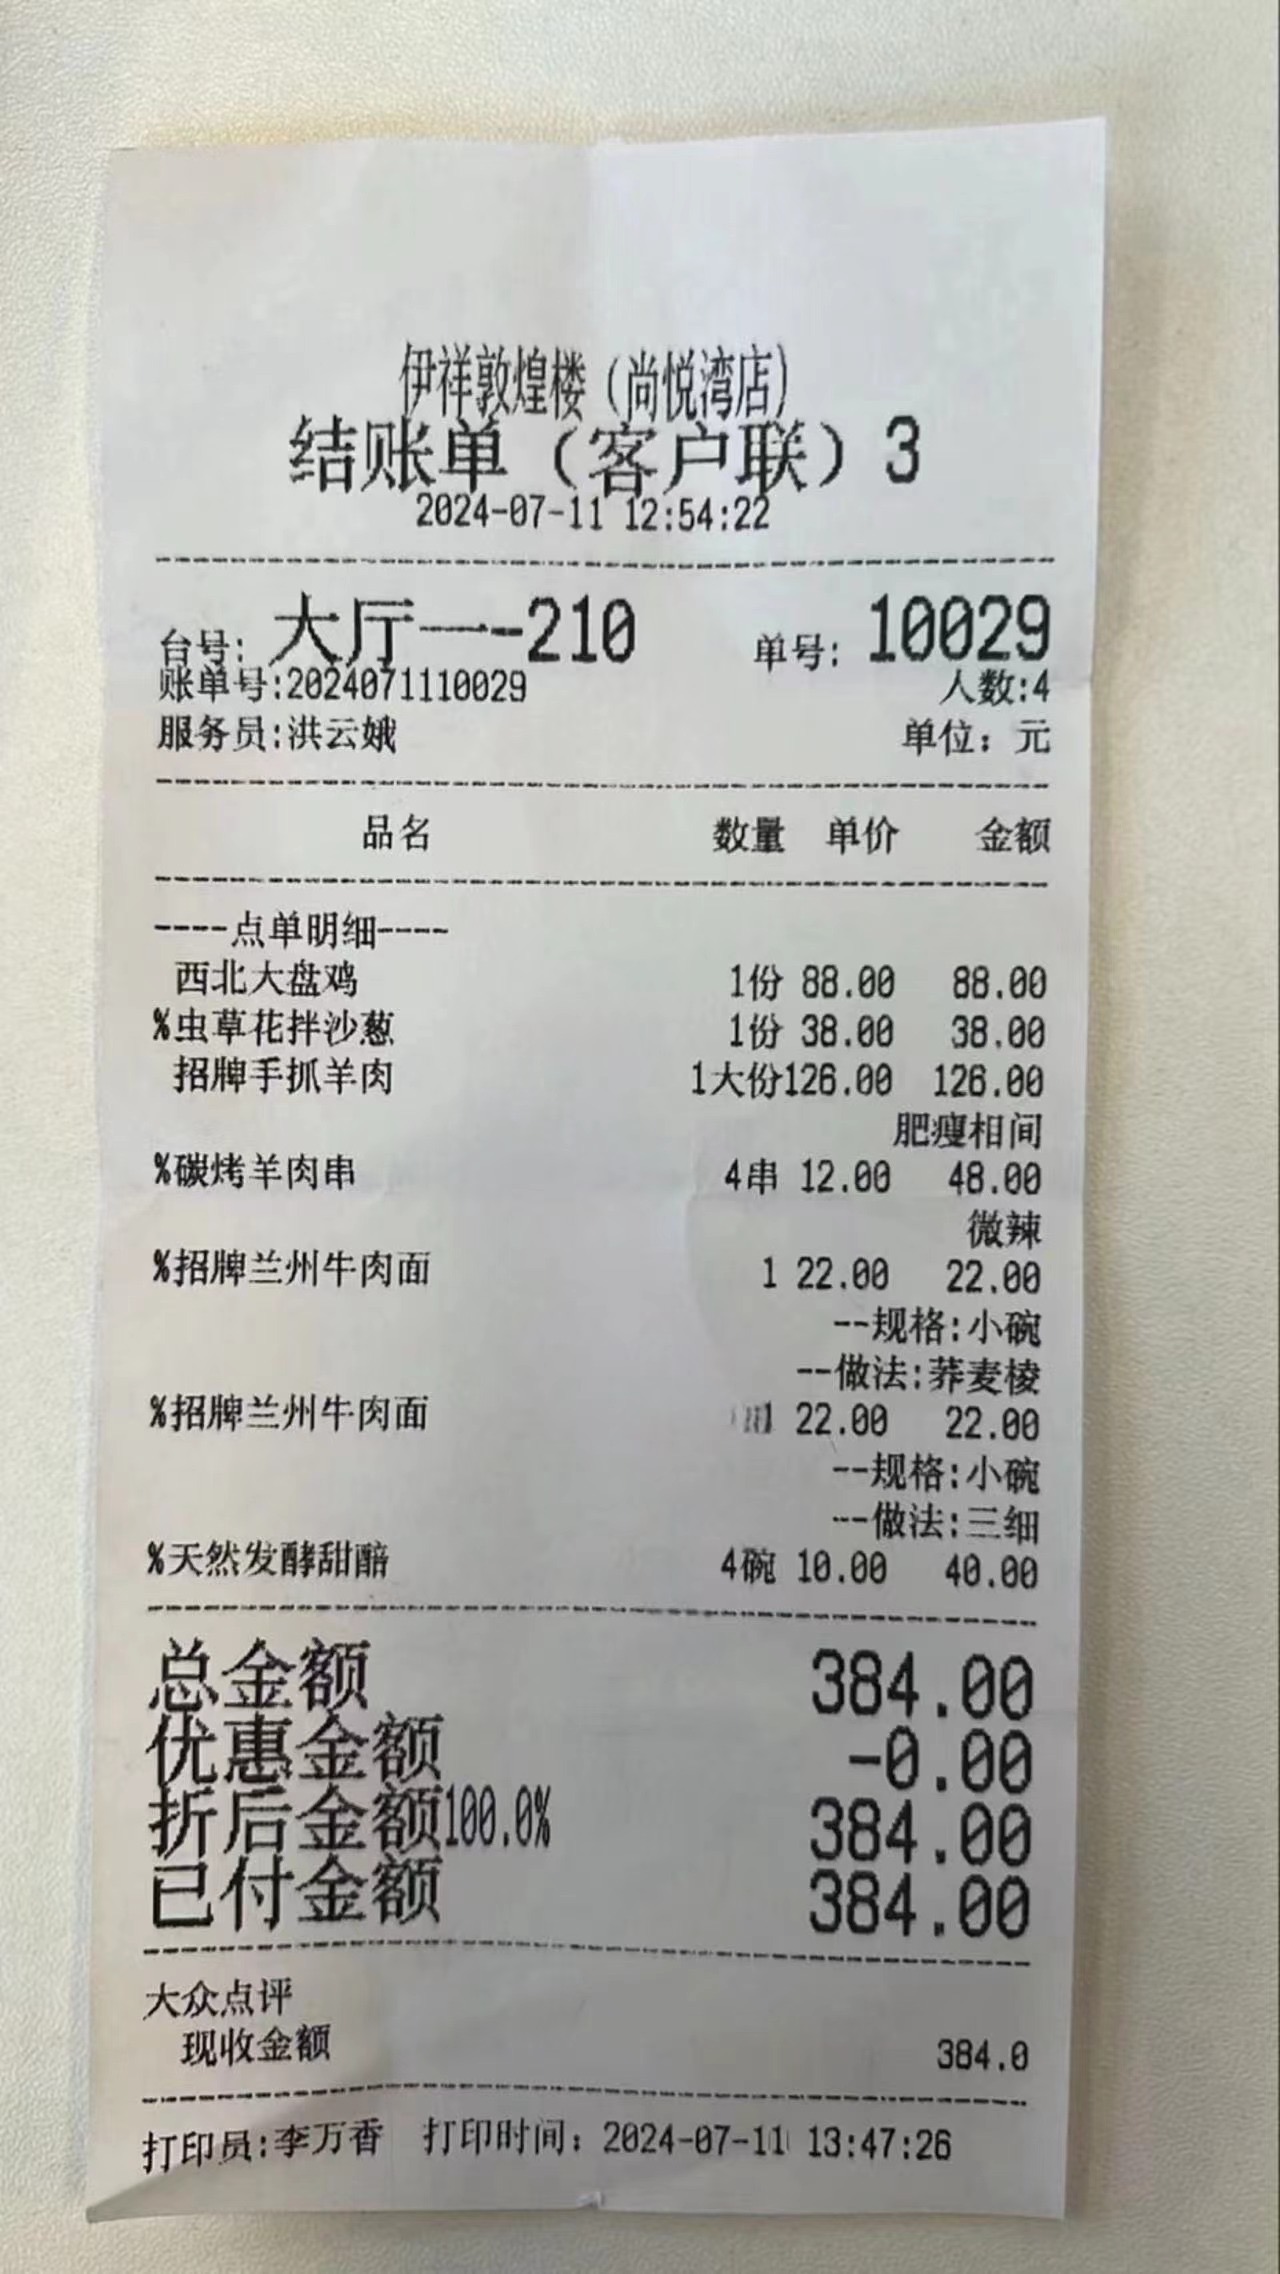 伊祥敦煌楼（尚悦湾店）
结账单（客户联）3
2024-07-11 12:54:22
台号: 大厅一--210 单号: 10029
账单号:2024071110029 人数:4
服务员:洪云娥 单位：元
品名 数量 单价 金额
----点单明细----
西北大盘鸡 1份 88.00 88.00
%虫草花拌沙葱 1份 38.00 38.00
招牌手抓羊肉 1大份126.00 126.00
肥瘦相间
%碳烤羊肉串 4串 12.00 48.00
微辣
%招牌兰州牛肉面 1 22.00 22.00
--规格:小碗
--做法:荞麦棱
%招牌兰州牛肉面 22.00 22.00
--规格:小碗
--做法:三细
%天然发酵甜醅 4碗 10.00 40.00
总金额 384.00
优惠金额 -0.00
折后金额100.0% 384.00
已付金额 384.00
大众点评
现收金额 384.0
打印员:李万香 打印时间：2024-07-11 13:47:26